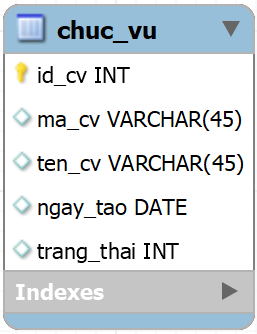 chuc_vu
id_cv INT
ma_cv VARCHAR(45)
ten_cv VARCHAR(45)
ngay_tao DATE
trang_thai INT
Indexes